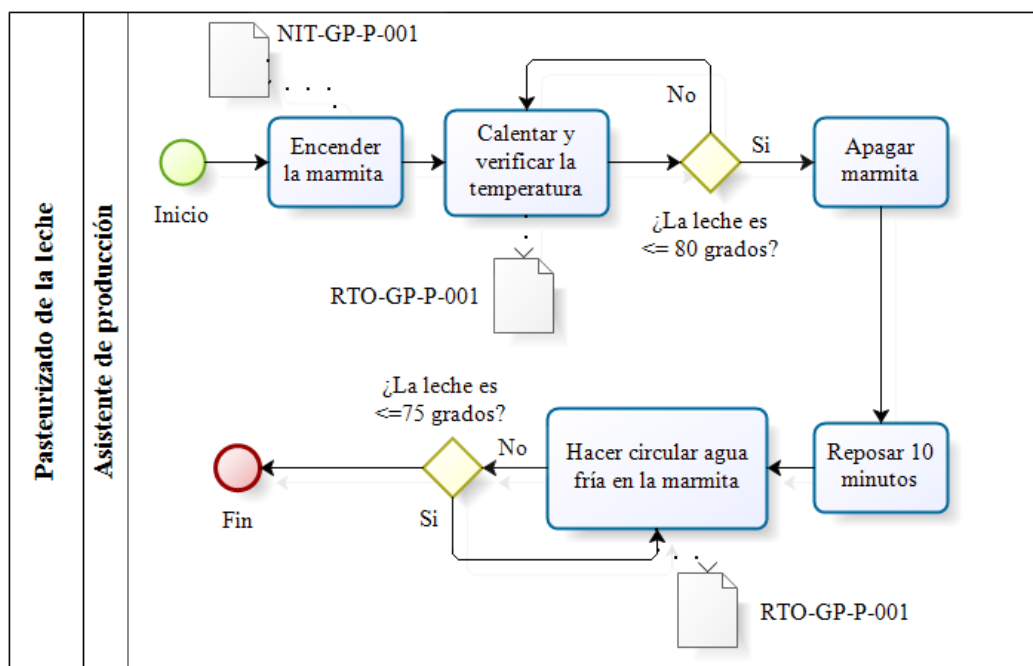 Pasteurizado de la leche
Asistente de producción
NIT-GP-P-001
Inicio
Encender
la marmita
Calentar y
verificar la
temperatura
No
Si
¿La leche es
<= 80 grados?
Apagar
marmita
RTO-GP-P-001
Reposar 10
minutos
Hacer circular agua
fría en la marmita
RTO-GP-P-001
¿La leche es
<=75 grados?
No
Si
Fin